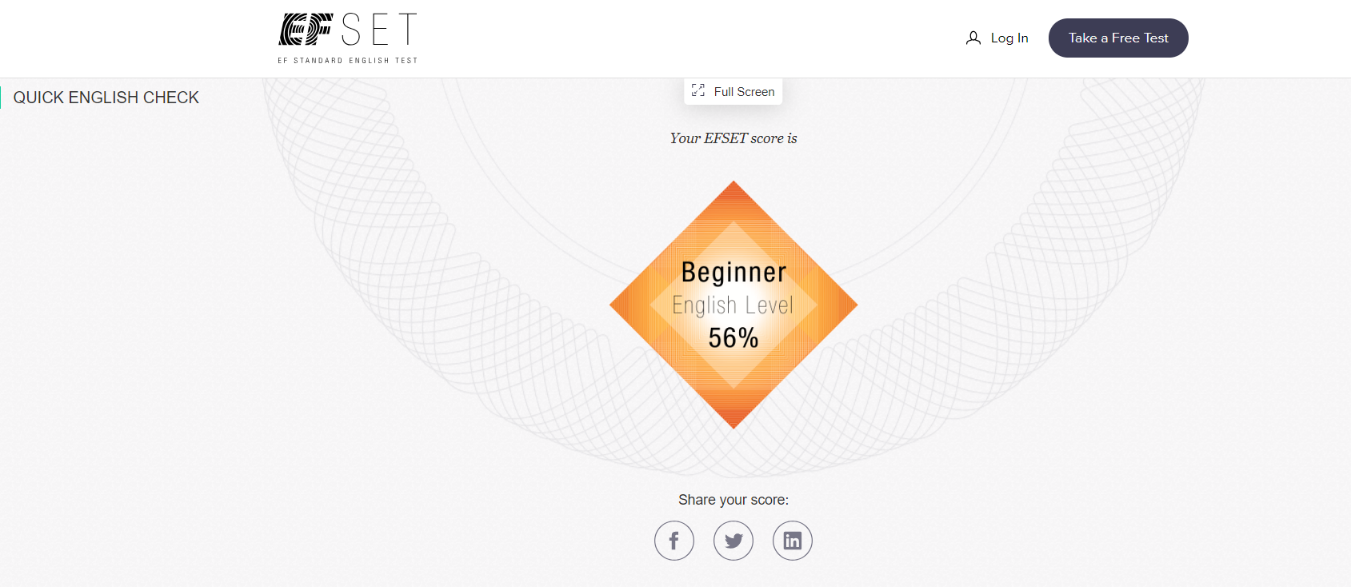 EF SET
EF STANDARD ENGLISH TEST
Log In
Take a Free Test
QUICK ENGLISH CHECK
Full Screen
Your EFSET score is
Beginner
English Level
56%
Share your score: